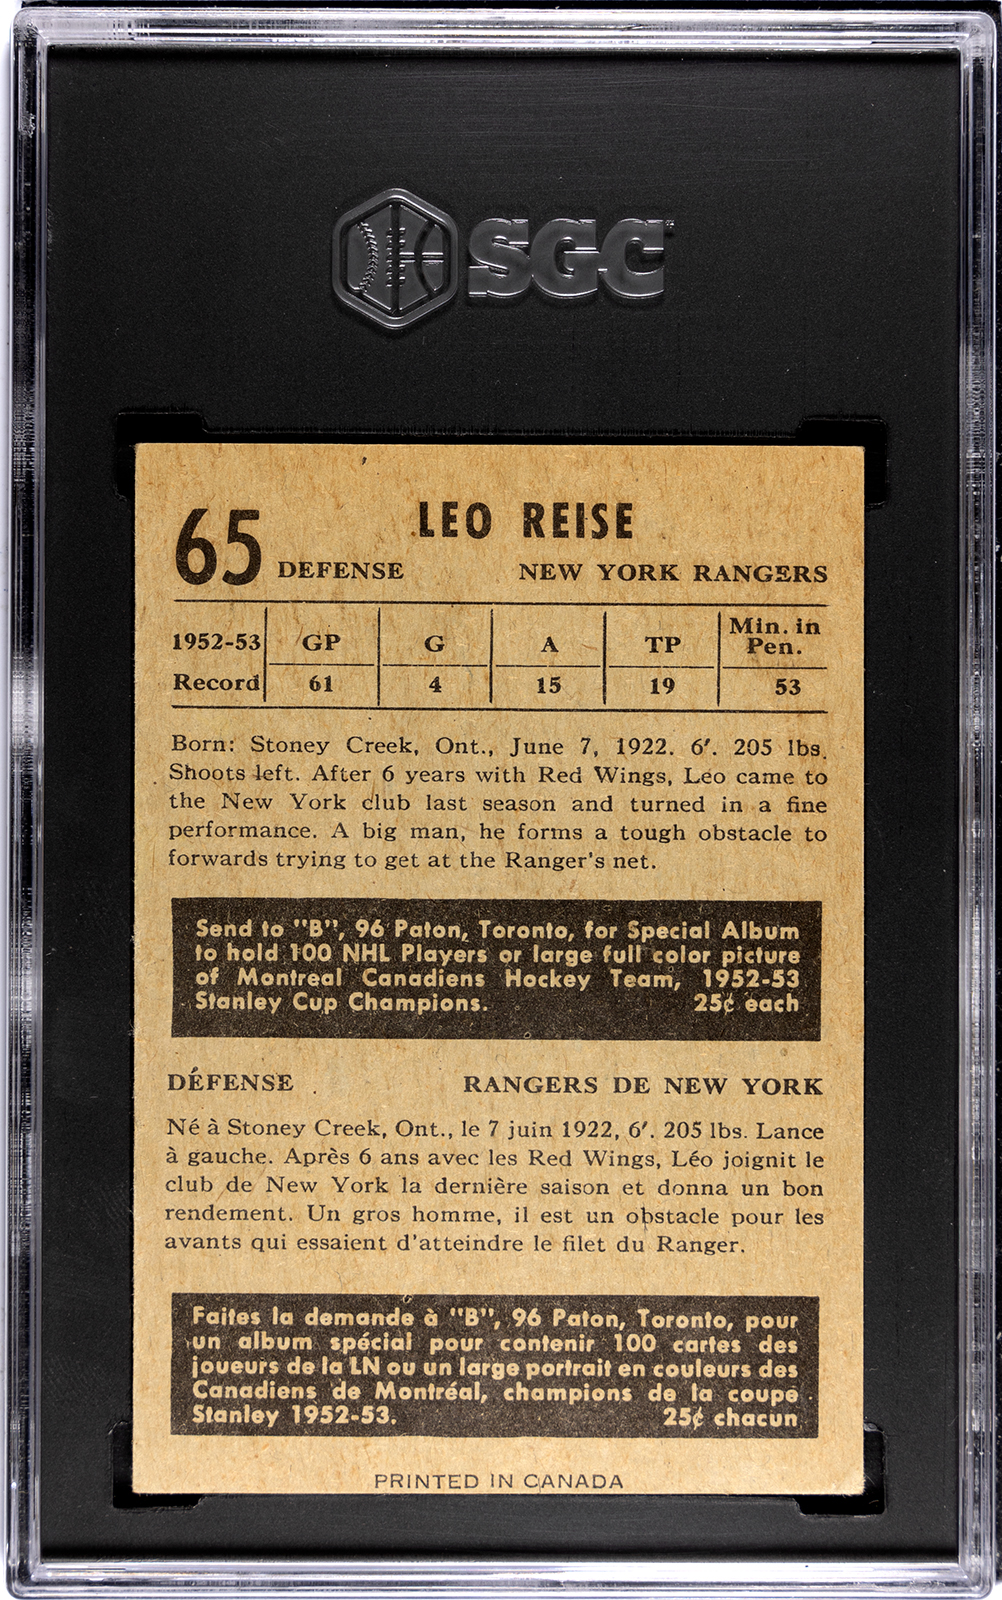 SGC
65 LEO REISE
DEFENSE NEW YORK RANGERS
1952-53 GP G A TP Min. in Pen.
Record 61 4 15 19 53
Born: Stoney Creek, Ont., June 7, 1922. 6'. 205 lbs.
Shoots left. After 6 years with Red Wings, Leo came to
the New York club last season and turned in a fine
performance. A big man, he forms a tough obstacle to
forwards trying to get at the Ranger's net.
Send to "B", 96 Paton, Toronto, for Special Album
to hold 100 NHL Players or large full color picture
of Montreal Canadiens Hockey Team, 1952-53
Stanley Cup Champions. 25¢ each
DÉFENSE RANGERS DE NEW YORK
Né à Stoney Creek, Ont., le 7 juin 1922, 6'. 205 lbs. Lance
à gauche. Après 6 ans avec les Red Wings, Léo joignit le
club de New York la dernière saison et donna un bon
rendement. Un gros homme, il est un obstacle pour les
avants qui essaient d'atteindre le filet du Ranger.
Faites la demande à "B", 96 Paton, Toronto, pour
un album spécial pour contenir 100 cartes des
joueurs de la LN ou un large portrait en couleurs des
Canadiens de Montréal, champions de la coupe
Stanley 1952-53. 25¢ chacun
PRINTED IN CANADA